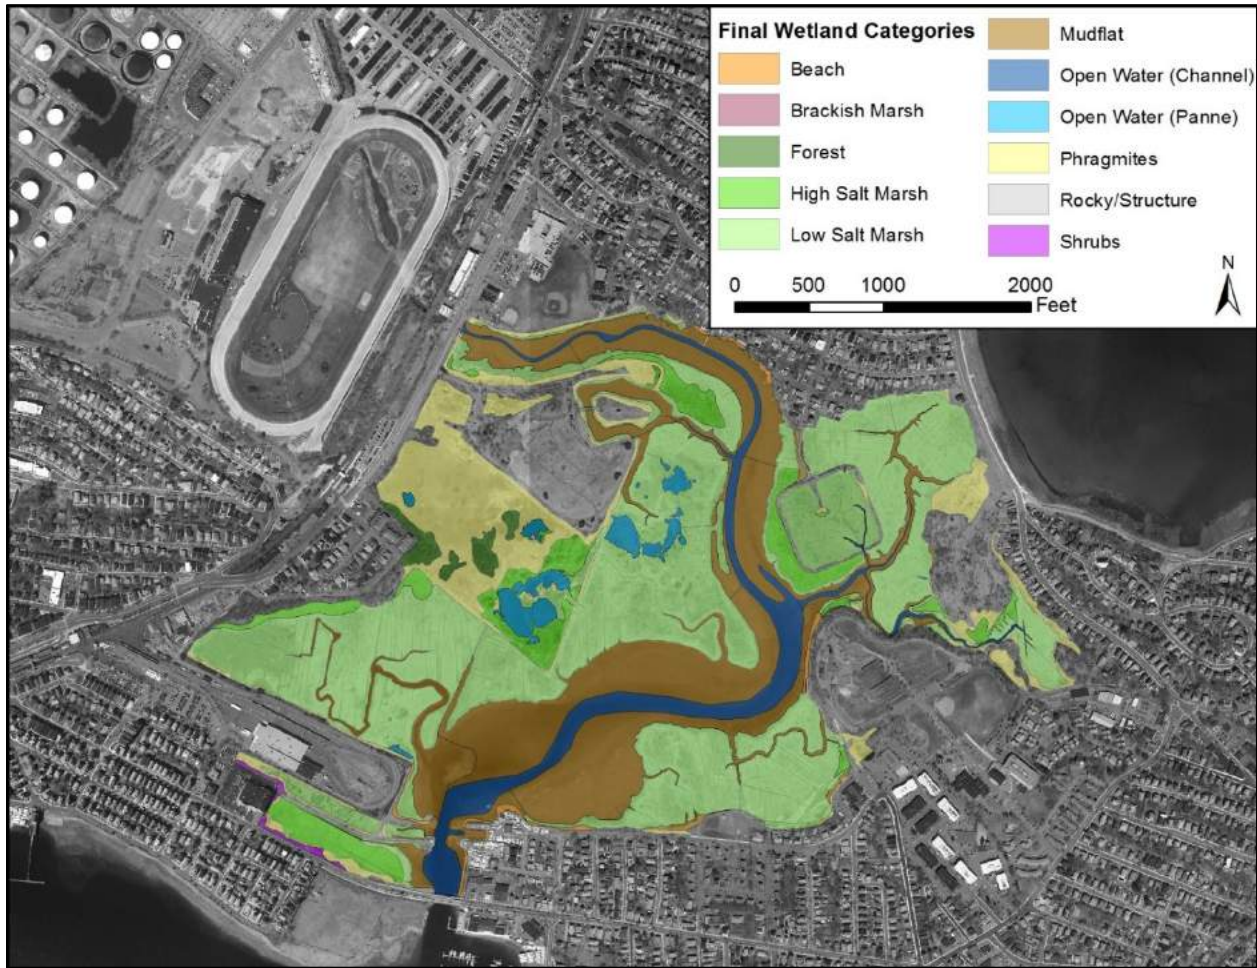 Final Wetland Categories
Beach
Brackish Marsh
Forest
High Salt Marsh
Low Salt Marsh
Mudflat
Open Water (Channel)
Open Water (Panne)
Phragmites
Rocky/Structure
Shrubs
0 500 1000 2000
Feet
N